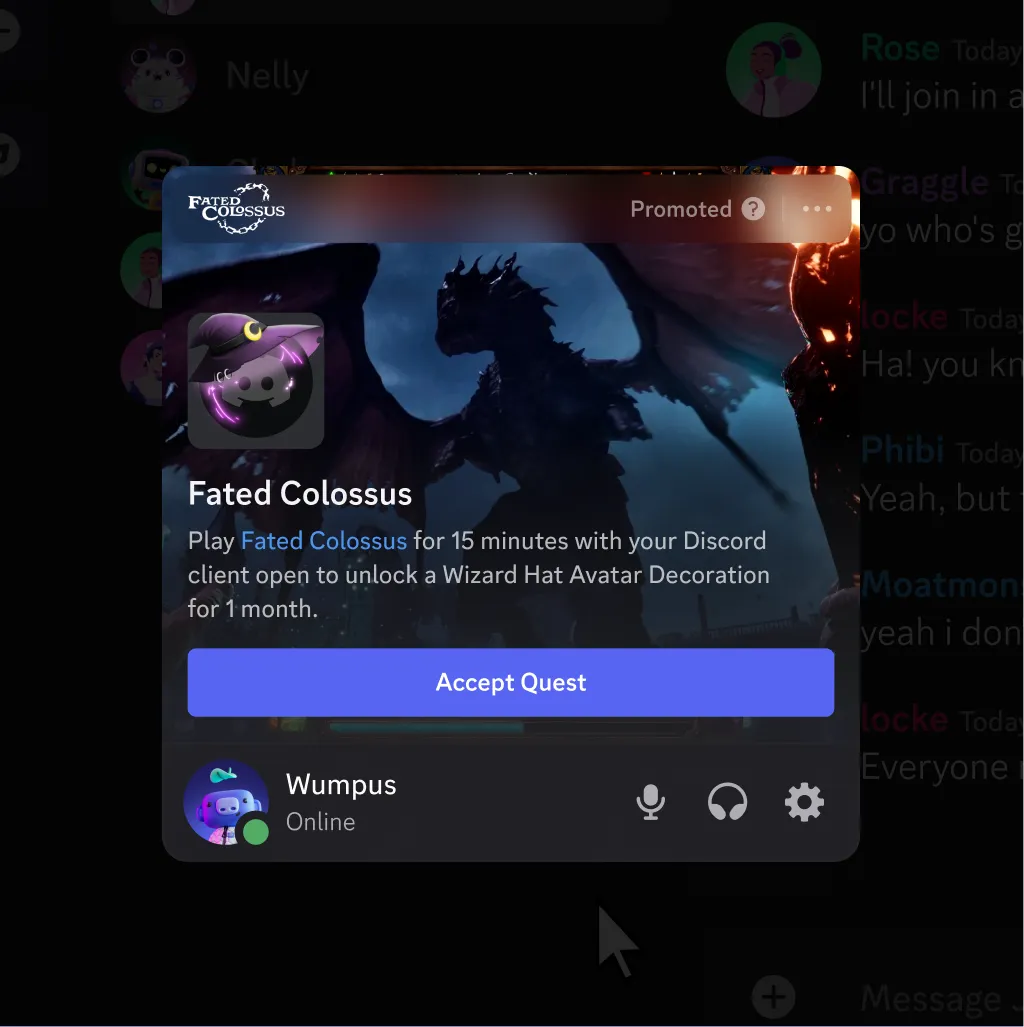 Nelly
Rose Today
I'll join in a
Graggle To
yo who's g
locke Today
Ha! you kn
Phibi Today
Yeah, but
Moatmons
yeah i don
locke Today
Everyone
FATED
COLOSSUS
Promoted ?
Fated Colossus
Play Fated Colossus for 15 minutes with your Discord
client open to unlock a Wizard Hat Avatar Decoration
for 1 month.
Accept Quest
Wumpus
Online
Message